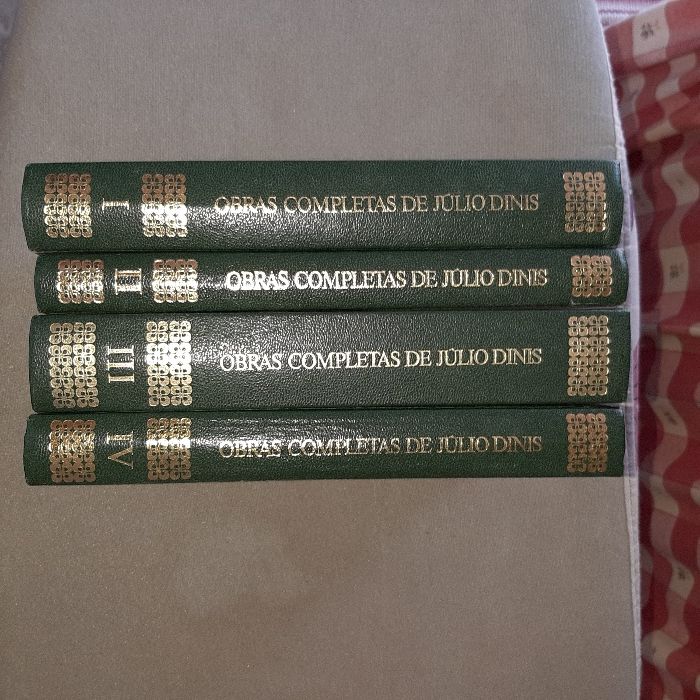 I OBRAS COMPLETAS DE JÚLIO DINIS
II OBRAS COMPLETAS DE JÚLIO DINIS
III OBRAS COMPLETAS DE JÚLIO DINIS
IV OBRAS COMPLETAS DE JÚLIO DINIS